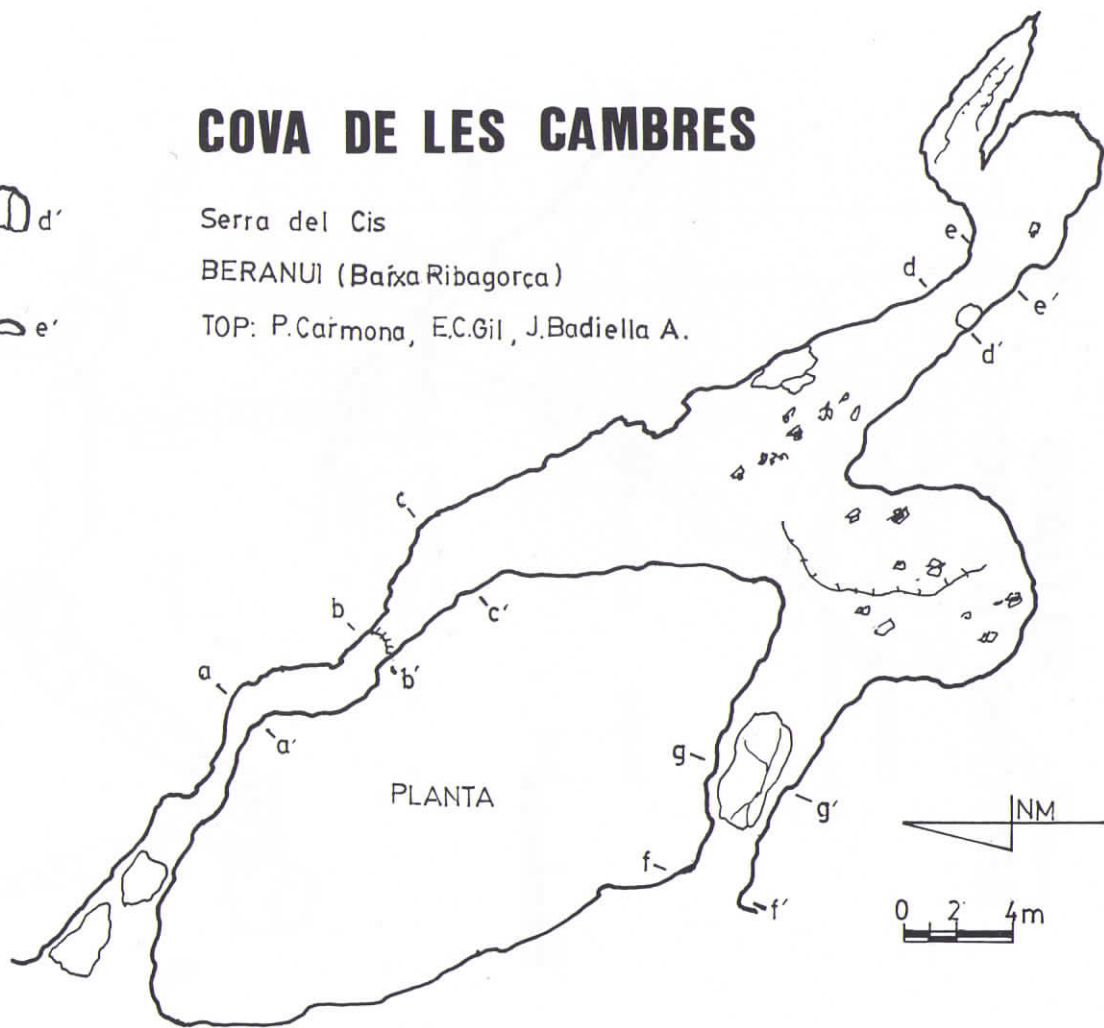 COVA DE LES CAMBRES
Serra del Cis
BERANUI (Baixa Ribagorça)
TOP: P.Carmona, E.C.Gil, J.Badiella A.
d'
e'
e
d
e'
d'
c
c'
b
b'
a
a'
PLANTA
g
g'
f
f'
NM
0 2 4m